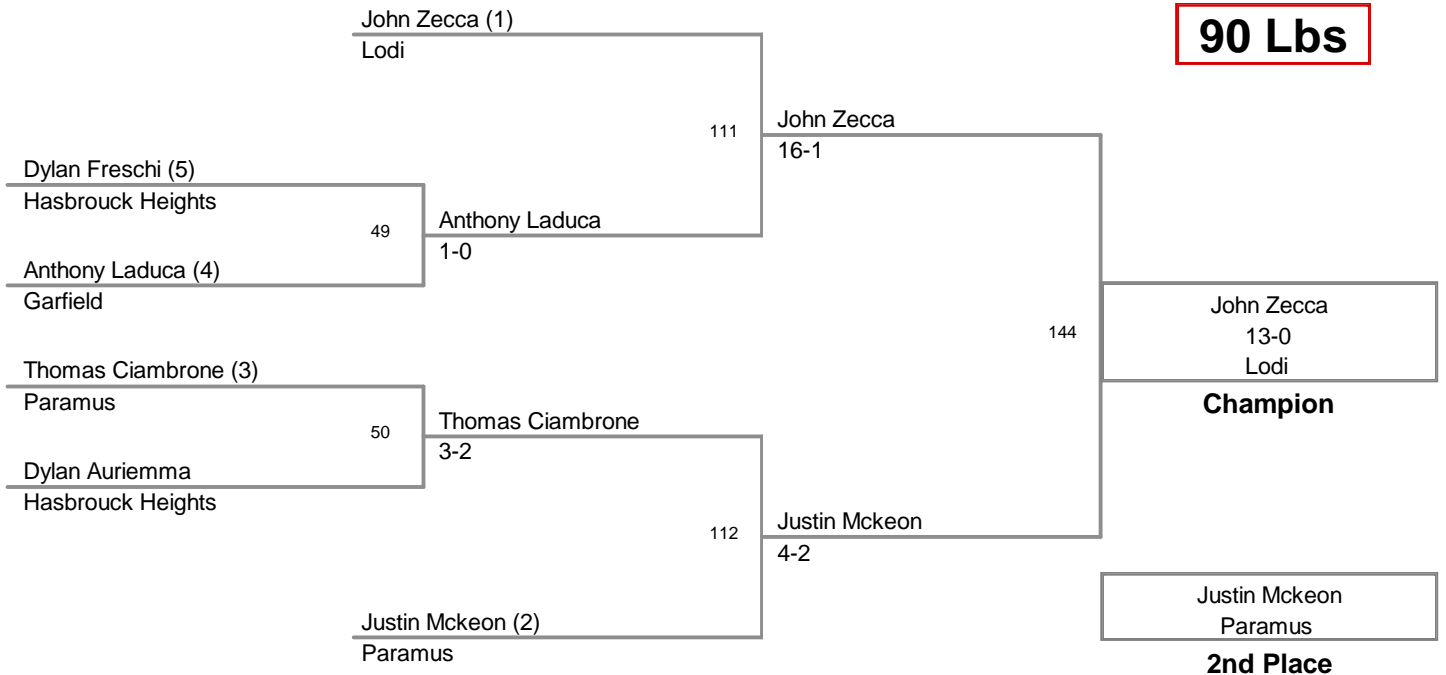 John Zecca (1)
Lodi
90 Lbs
111
John Zecca
16-1
Dylan Freschi (5)
Hasbrouck Heights
49
Anthony Laduca
1-0
Anthony Laduca (4)
Garfield
144
John Zecca
13-0
Lodi
Champion
Thomas Ciambrone (3)
Paramus
50
Thomas Ciambrone
3-2
Dylan Auriemma
Hasbrouck Heights
112
Justin Mckeon
4-2
Justin Mckeon (2)
Paramus
Justin Mckeon
Paramus
2nd Place